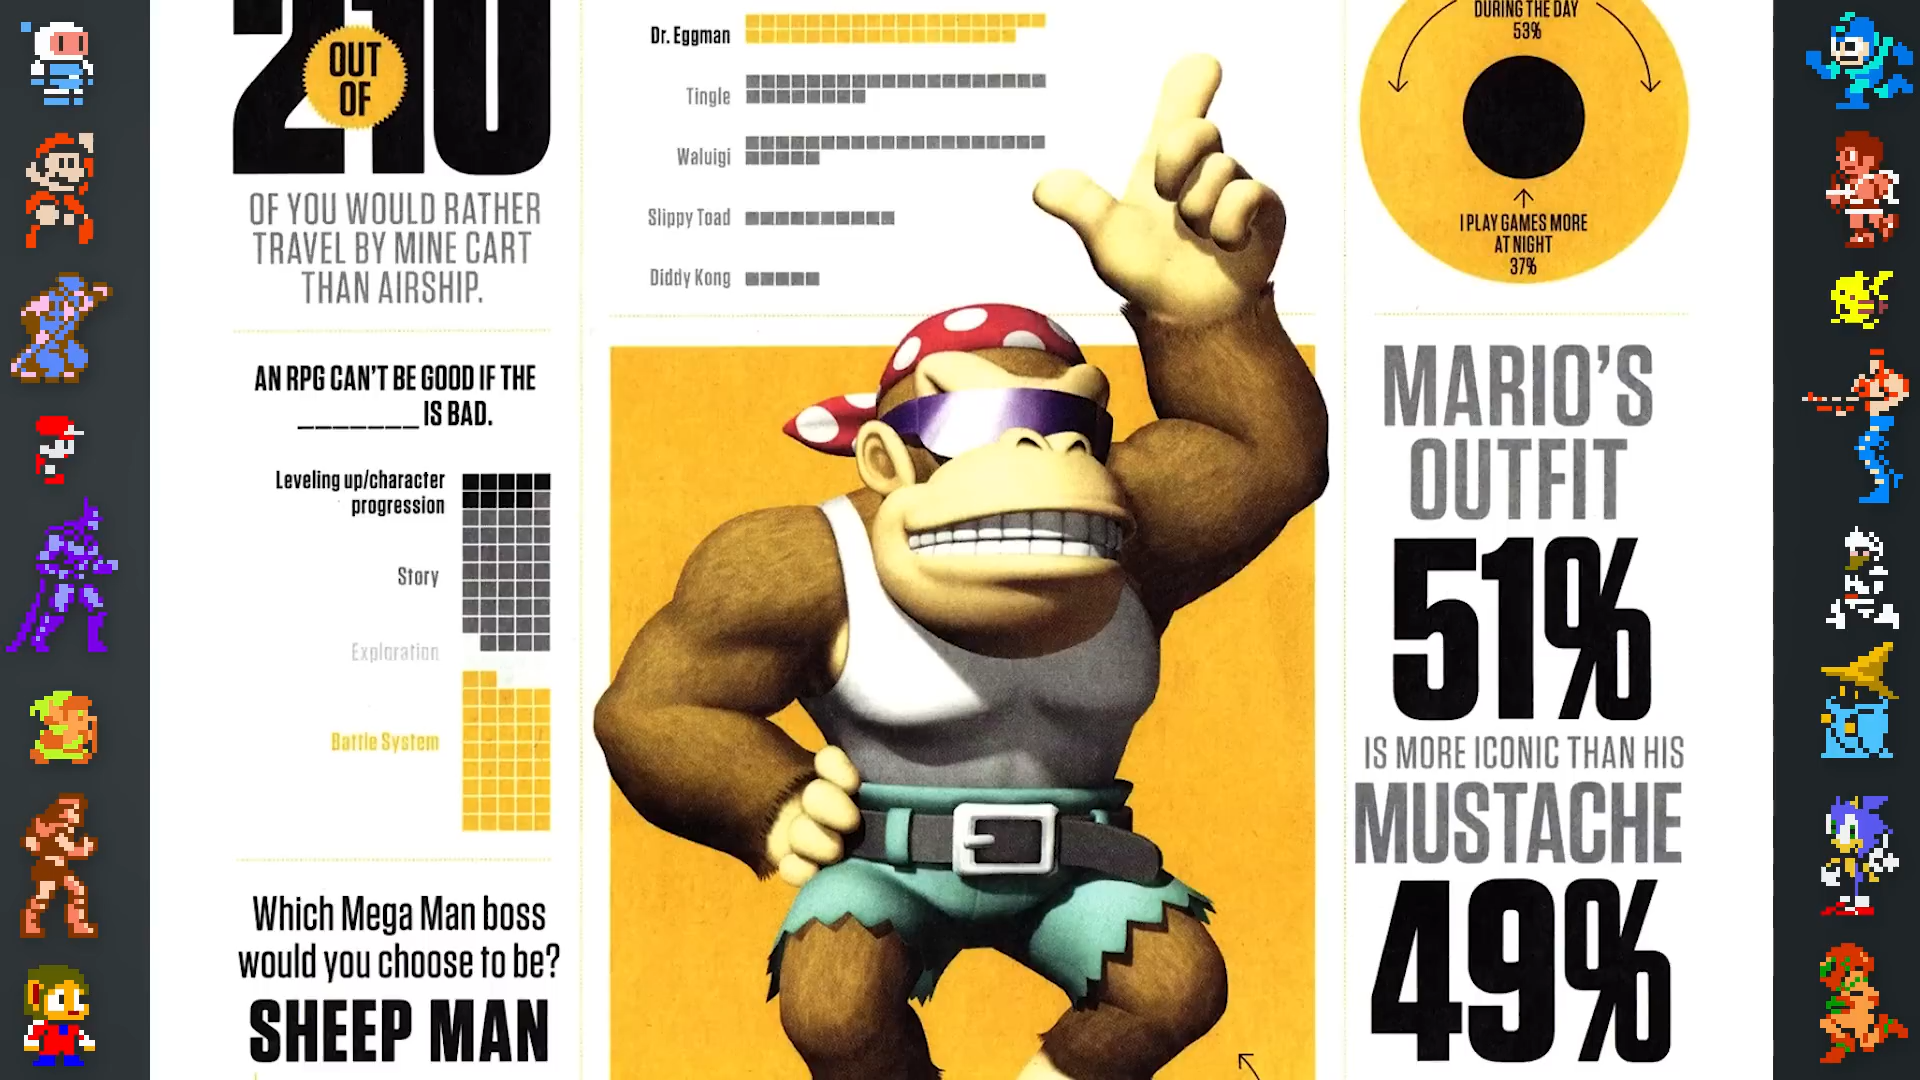 210
OUT
OF
OF YOU WOULD RATHER
TRAVEL BY MINE CART
THAN AIRSHIP.
AN RPG CAN'T BE GOOD IF THE
_______ IS BAD.
Leveling up/character
progression
Story
Exploration
Battle System
Which Mega Man boss
would you choose to be?
SHEEP MAN
Dr. Eggman
Tingle
Waluigi
Slippy Toad
Diddy Kong
DURING THE DAY
53%
I PLAY GAMES MORE
AT NIGHT
37%
MARIO'S
OUTFIT
51%
IS MORE ICONIC THAN HIS
MUSTACHE
49%